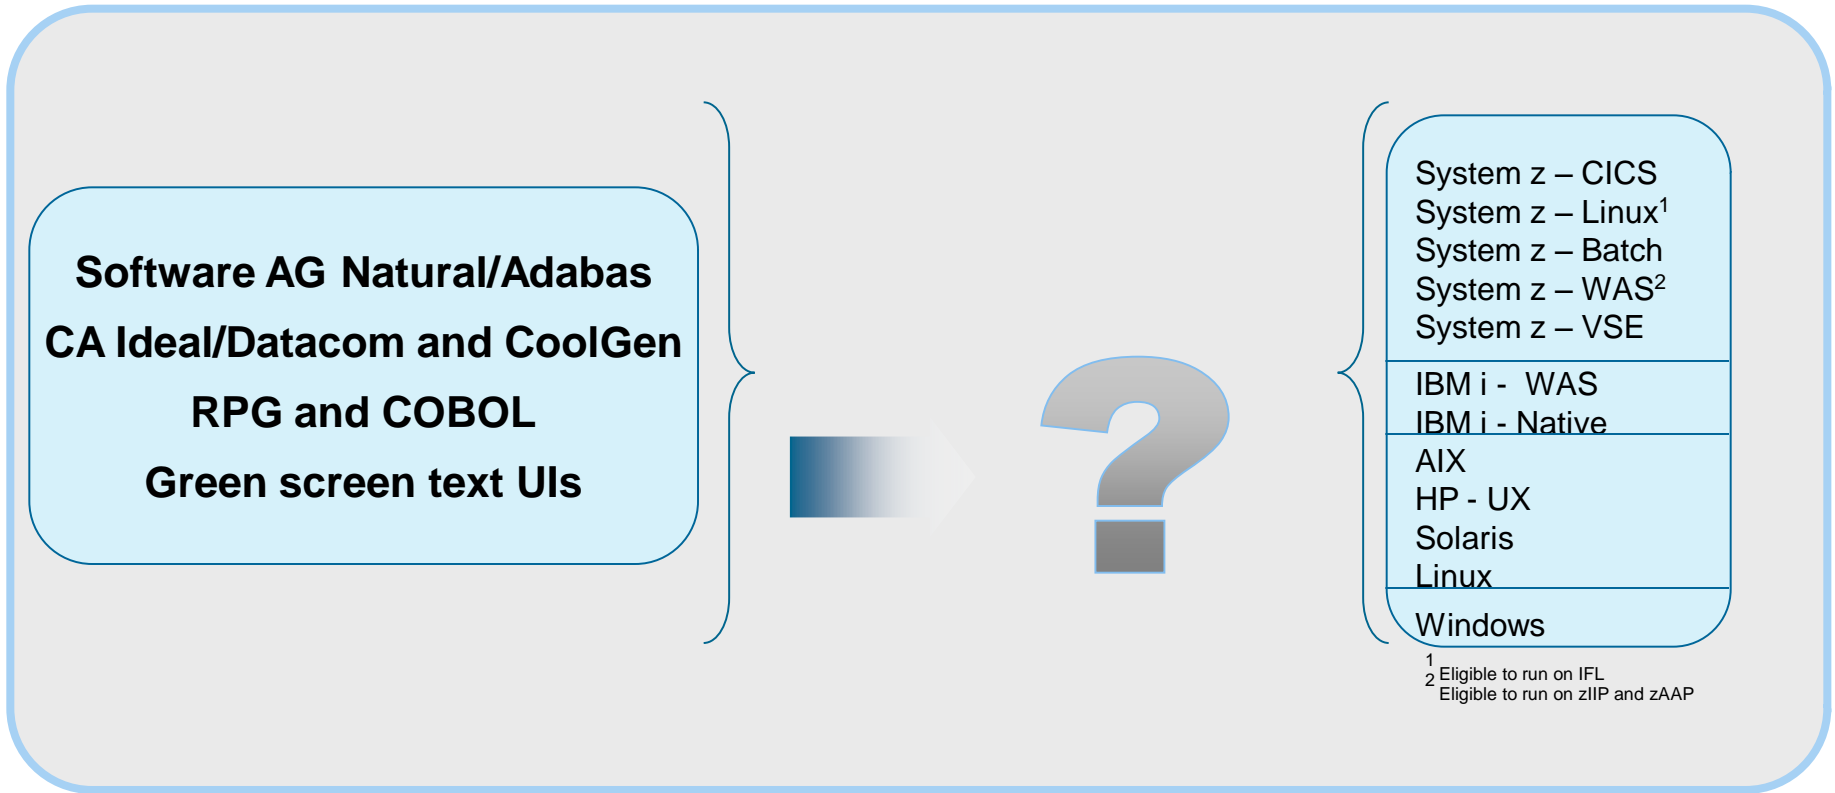 Software AG Natural/Adabas
CA Ideal/Datacom and CoolGen
RPG and COBOL
Green screen text UIs
?
System z – CICS
System z – Linux¹
System z – Batch
System z – WAS²
System z – VSE
IBM i - WAS
IBM i - Native
AIX
HP - UX
Solaris
Linux
Windows
1 Eligible to run on IFL
2 Eligible to run on zIIP and zAAP